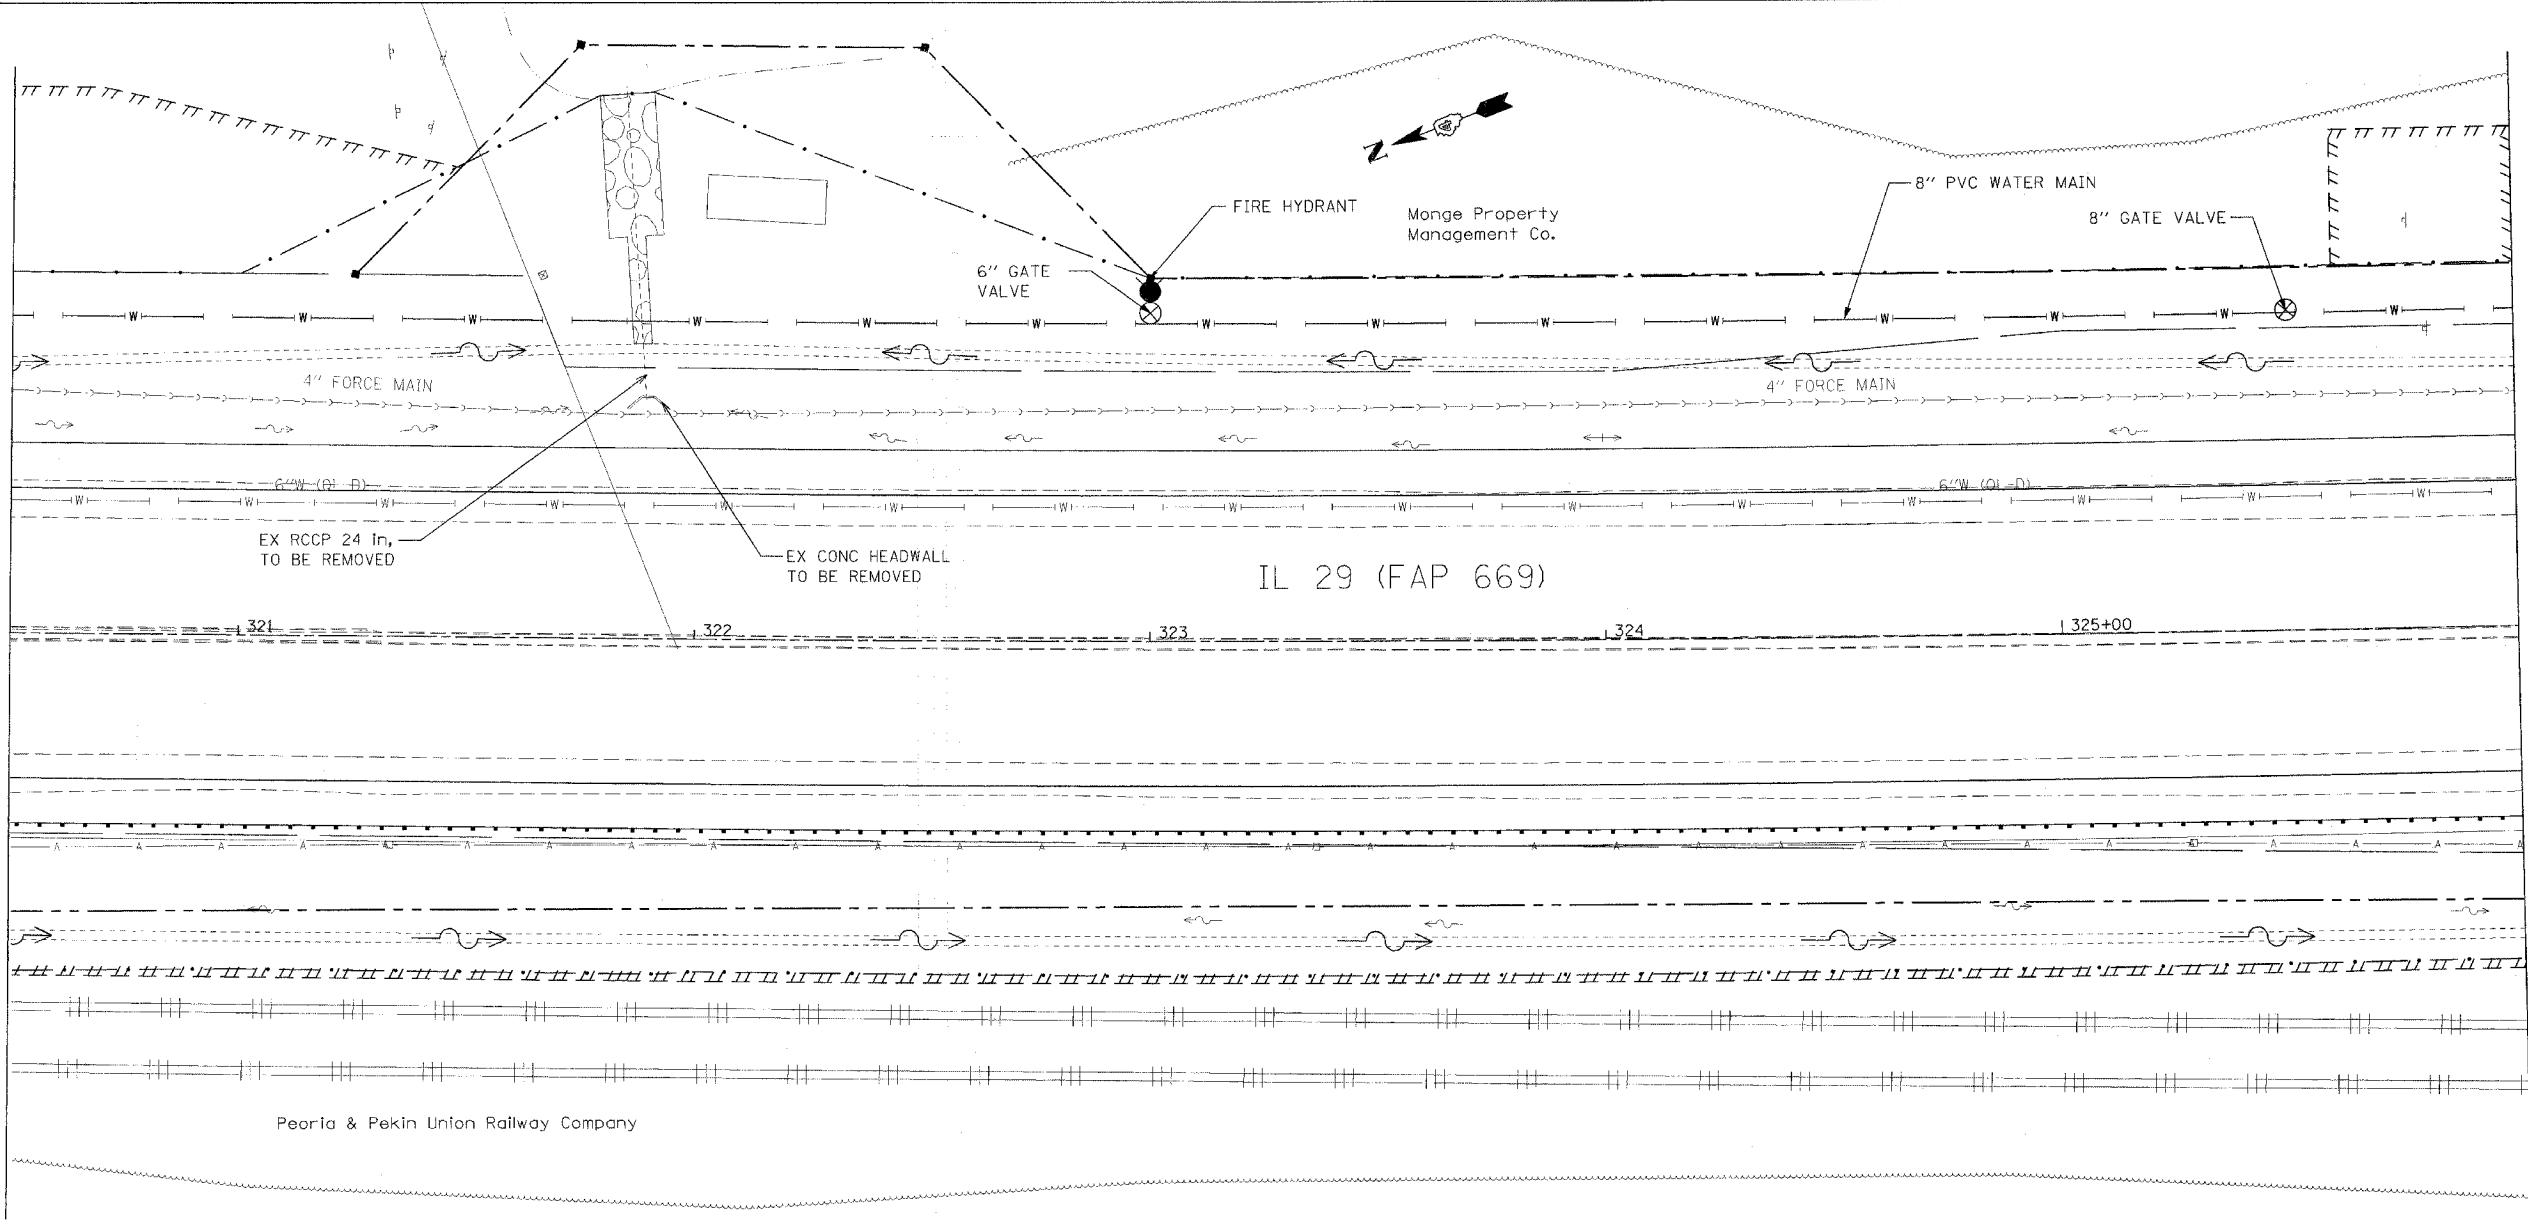 N
8" PVC WATER MAIN
FIRE HYDRANT
Monge Property
Management Co.
8" GATE VALVE
6" GATE
VALVE
W W W W W W W W W W W W W W
4" FORCE MAIN
4" FORCE MAIN
6"W
6"W (QL-D)
W W W W W W W W W W W W W W W
EX RCCP 24 in,
TO BE REMOVED
EX CONC HEADWALL
TO BE REMOVED
IL 29 (FAP 669)
321
322
323
324
325+00
Peoria & Pekin Union Railway Company